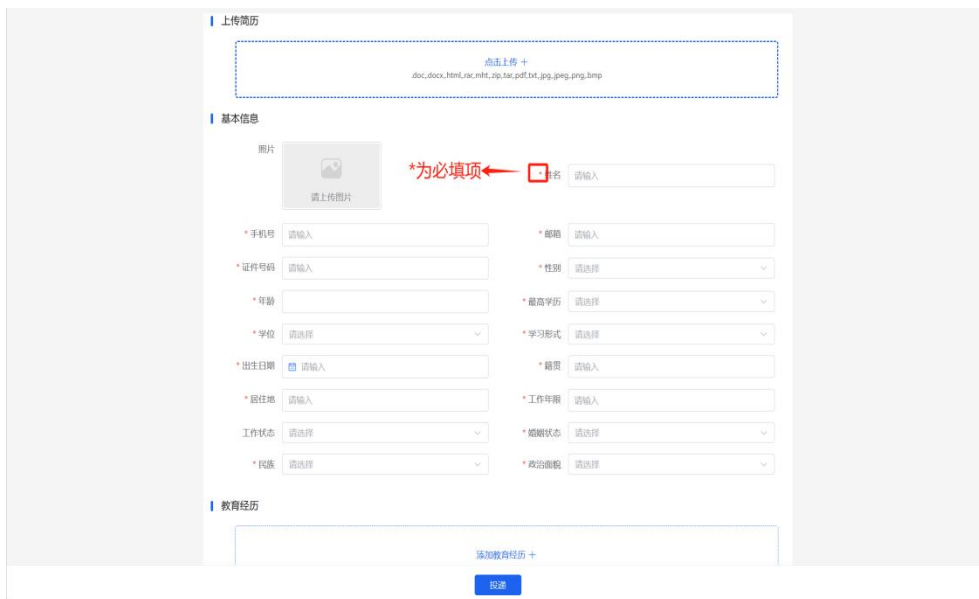 上传简历
点击上传 +
.doc,.docx,.html,.rar,.mht,.zip,.tar,.pdf,.txt,.jpg,.jpeg,.png,.bmp
基本信息
照片
请上传图片
*为必填项
* 姓名 请输入
* 手机号 请输入
* 邮箱 请输入
* 证件号码 请输入
* 性别 请选择
* 年龄
* 最高学历 请选择
* 学位 请选择
* 学习形式 请选择
* 出生日期 请输入
* 籍贯 请输入
* 居住地 请输入
* 工作年限 请输入
工作状态 请选择
* 婚姻状态 请选择
* 民族 请选择
* 政治面貌 请选择
教育经历
添加教育经历 +
投递